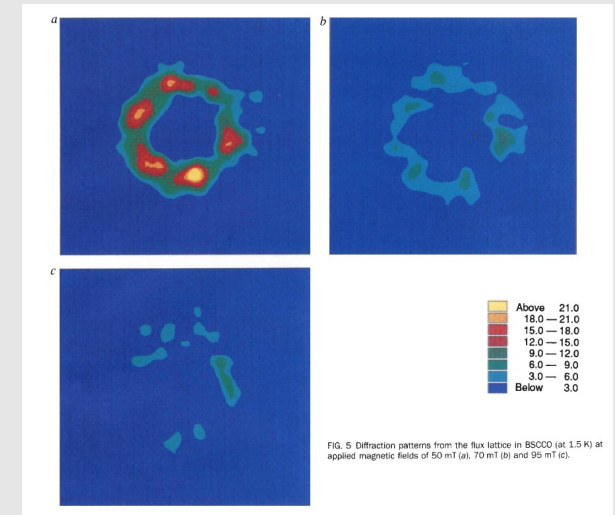 a
b
c
Above 21.0
18.0 — 21.0
15.0 — 18.0
12.0 — 15.0
9.0 — 12.0
6.0 — 9.0
3.0 — 6.0
Below 3.0
FIG. 5 Diffraction patterns from the flux lattice in BSCCO (at 1.5 K) at
applied magnetic fields of 50 mT (a), 70 mT (b) and 95 mT (c).